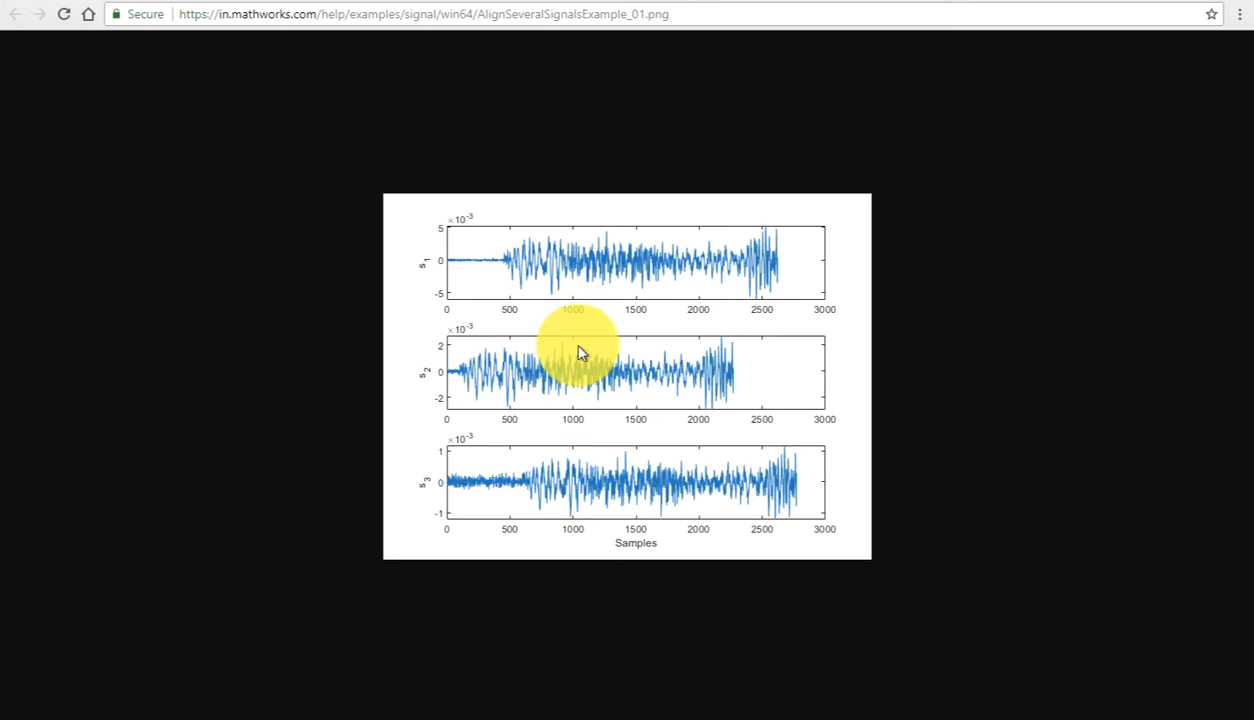 Secure https://in.mathworks.com/help/examples/signal/win64/AlignSeveralSignalsExample_01.png
×10-3
5
0
-5
s1
0 500 1000 1500 2000 2500 3000
×10-3
2
0
-2
s2
0 500 1000 1500 2000 2500 3000
×10-3
1
0
-1
s3
0 500 1000 1500 2000 2500 3000
Samples